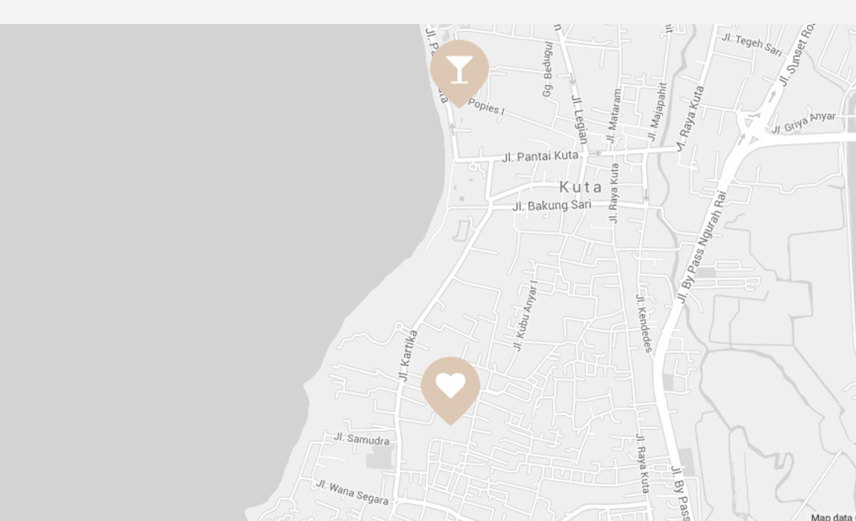 Jl. Pa
ra
Popies I
Gg. Bedugul
n
Jl. Legian
Jl. Mataram
it
Jl. Majapahit
Jl. Raya Kuta
Jl. Tegeh Sari
Jl. Sunset Ro
Jl. Griya Anyar
Jl. Pantai Kuta
Kuta
Jl. Bakung Sari
Jl. Raya Kuta
Jl. By Pass Ngurah Rai
Jl. Kubu Anyar I
Jl. Kendedes
Jl. Kartika
Jl. Samudra
Jl. Raya Kuta
Jl. Wana Segara
Jl. By Pass
Map data